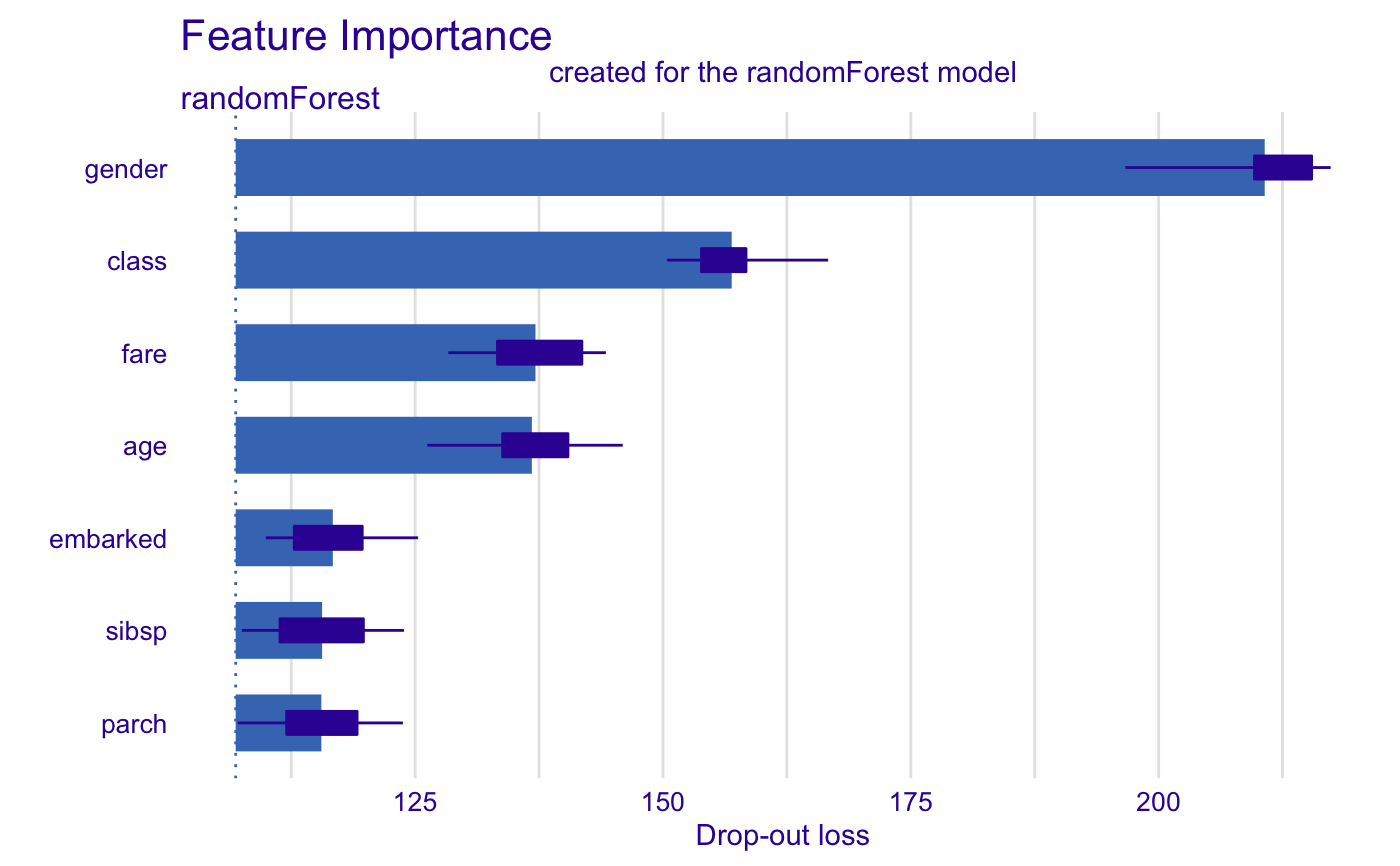 Feature Importance
created for the randomForest model
randomForest
gender
class
fare
age
embarked
sibsp
parch
125 150 175 200
Drop-out loss